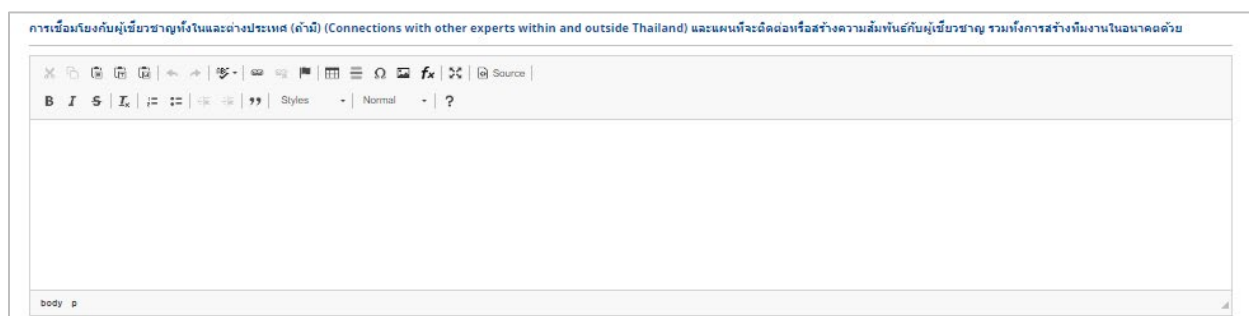 การเชื่อมโยงกับผู้เชี่ยวชาญทั้งในและต่างประเทศ (ถ้ามี) (Connections with other experts within and outside Thailand) และแผนที่จะติดต่อหรือสร้างความสัมพันธ์กับผู้เชี่ยวชาญ รวมทั้งการสร้างทีมงานในอนาคตด้วย
Source
B I S Ix Styles Normal ?
body p